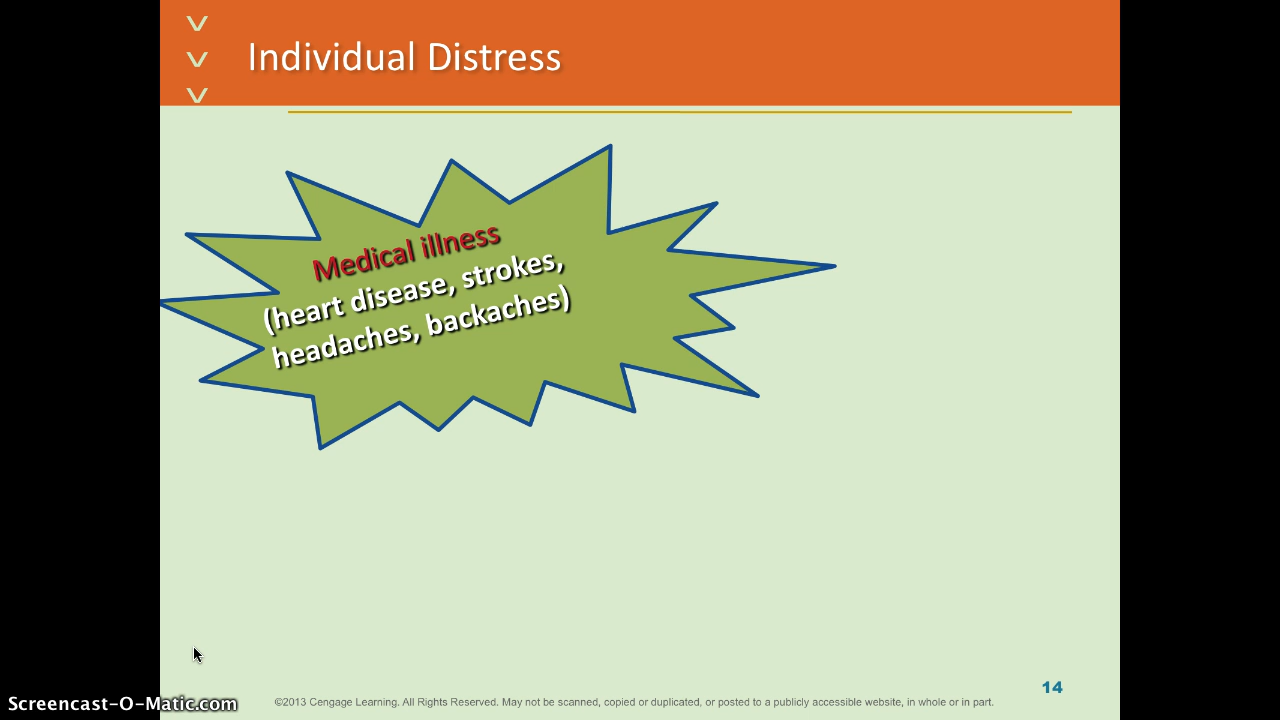 Individual Distress
Medical illness
(heart disease, strokes,
headaches, backaches)
14
Screencast-O-Matic.com
©2013 Cengage Learning. All Rights Reserved. May not be scanned, copied or duplicated, or posted to a publicly accessible website, in whole or in part.